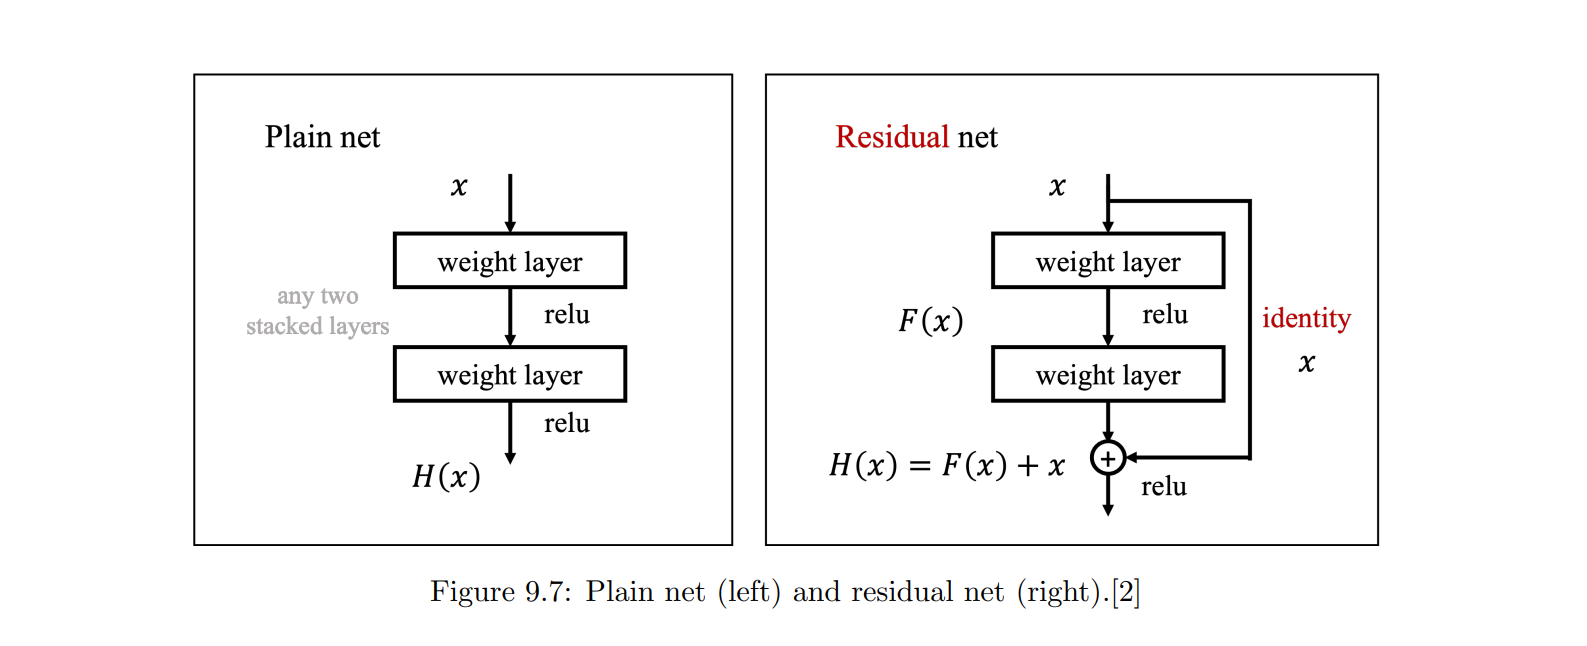 Plain net
x
weight layer
any two
stacked layers
relu
weight layer
relu
H(x)
Residual net
x
weight layer
F(x)
relu
identity
x
weight layer
H(x) = F(x) + x
+
relu
Figure 9.7: Plain net (left) and residual net (right).[2]